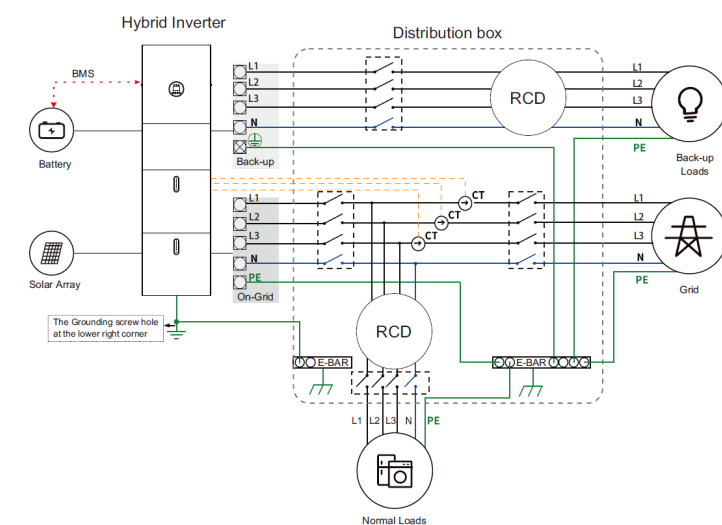 Hybrid Inverter
Distribution box
BMS
Battery
Solar Array
The Grounding screw hole
at the lower right corner
L1
L2
L3
N
Back-up
L1
L2
L3
N
PE
On-Grid
RCD
L1
L2
L3
N
PE
Back-up
Loads
CT
CT
CT
L1
L2
L3
N
PE
Grid
RCD
E-BAR
E-BAR
L1 L2 L3 N PE
Normal Loads